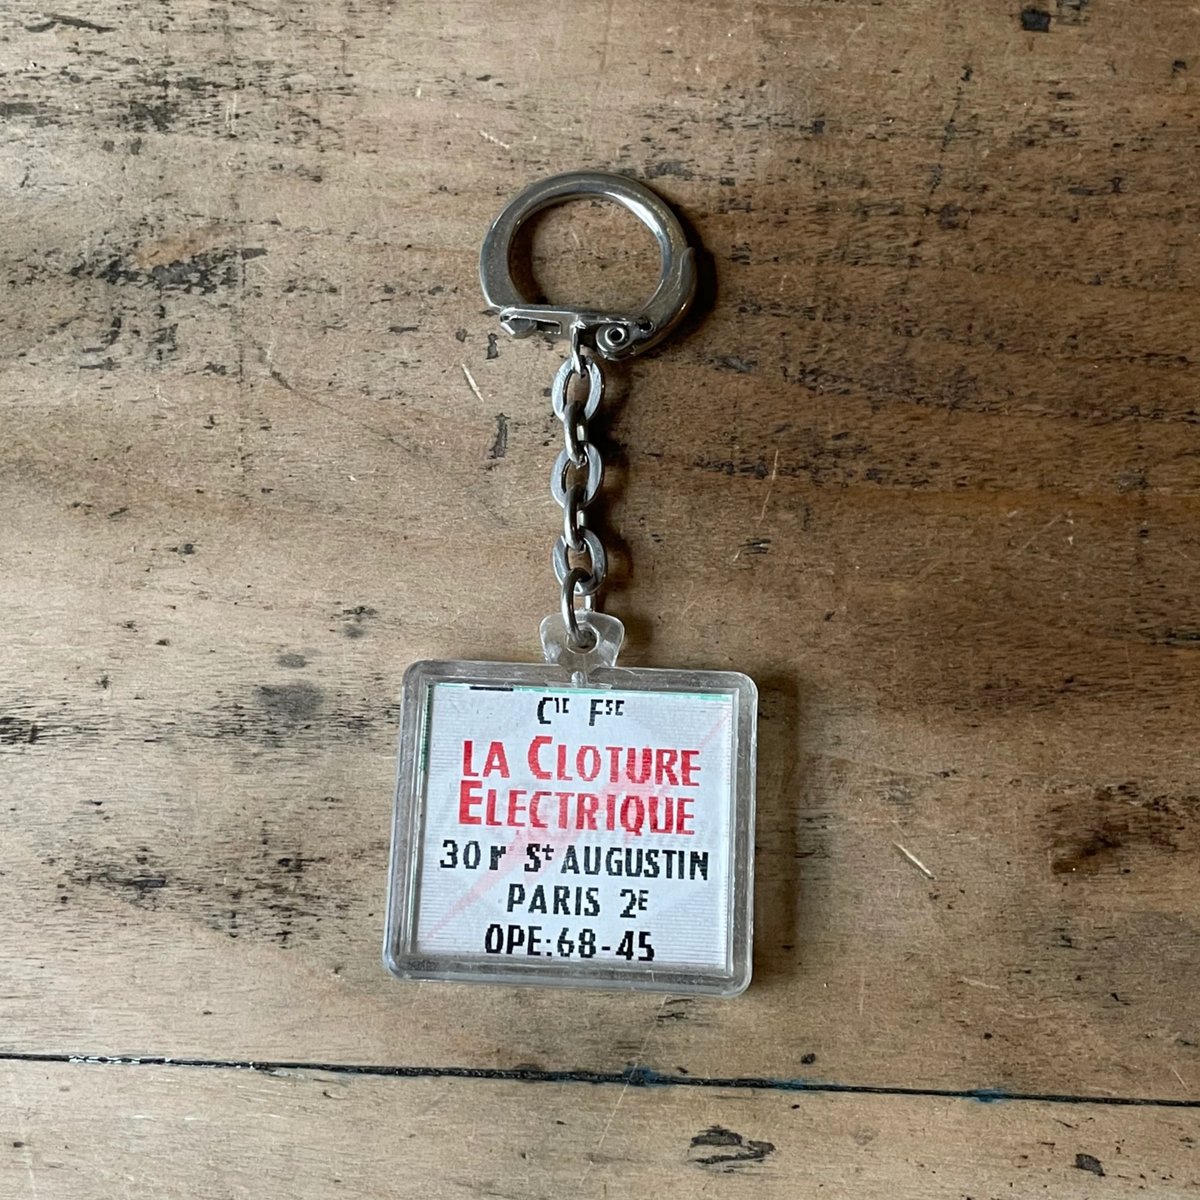 Cie Fse
LA CLOTURE
ELECTRIQUE
30 r St AUGUSTIN
PARIS 2E
OPE:68-45